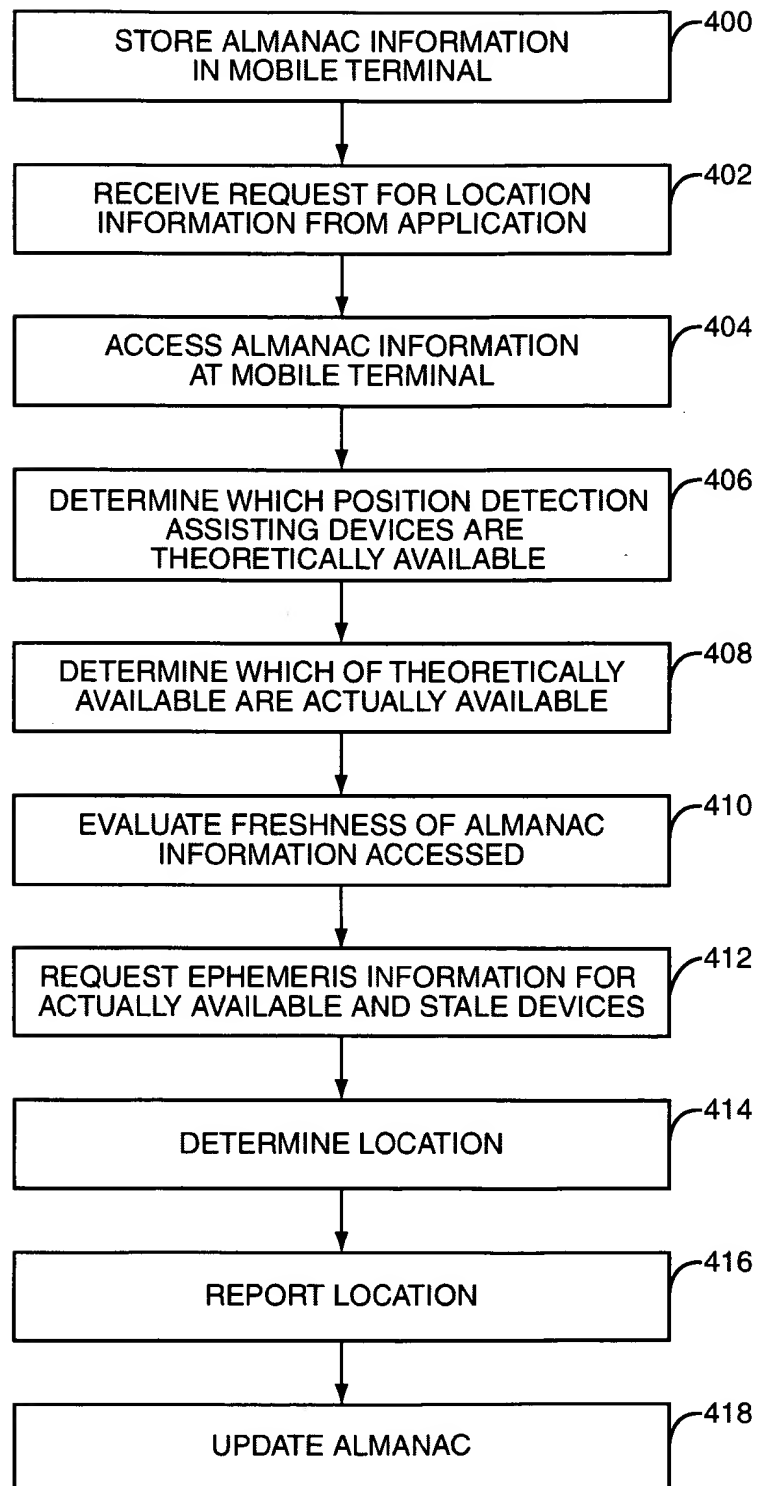 STORE ALMANAC INFORMATION
IN MOBILE TERMINAL
400
RECEIVE REQUEST FOR LOCATION
INFORMATION FROM APPLICATION
402
ACCESS ALMANAC INFORMATION
AT MOBILE TERMINAL
404
DETERMINE WHICH POSITION DETECTION
ASSISTING DEVICES ARE
THEORETICALLY AVAILABLE
406
DETERMINE WHICH OF THEORETICALLY
AVAILABLE ARE ACTUALLY AVAILABLE
408
EVALUATE FRESHNESS OF ALMANAC
INFORMATION ACCESSED
410
REQUEST EPHEMERIS INFORMATION FOR
ACTUALLY AVAILABLE AND STALE DEVICES
412
DETERMINE LOCATION
414
REPORT LOCATION
416
UPDATE ALMANAC
418